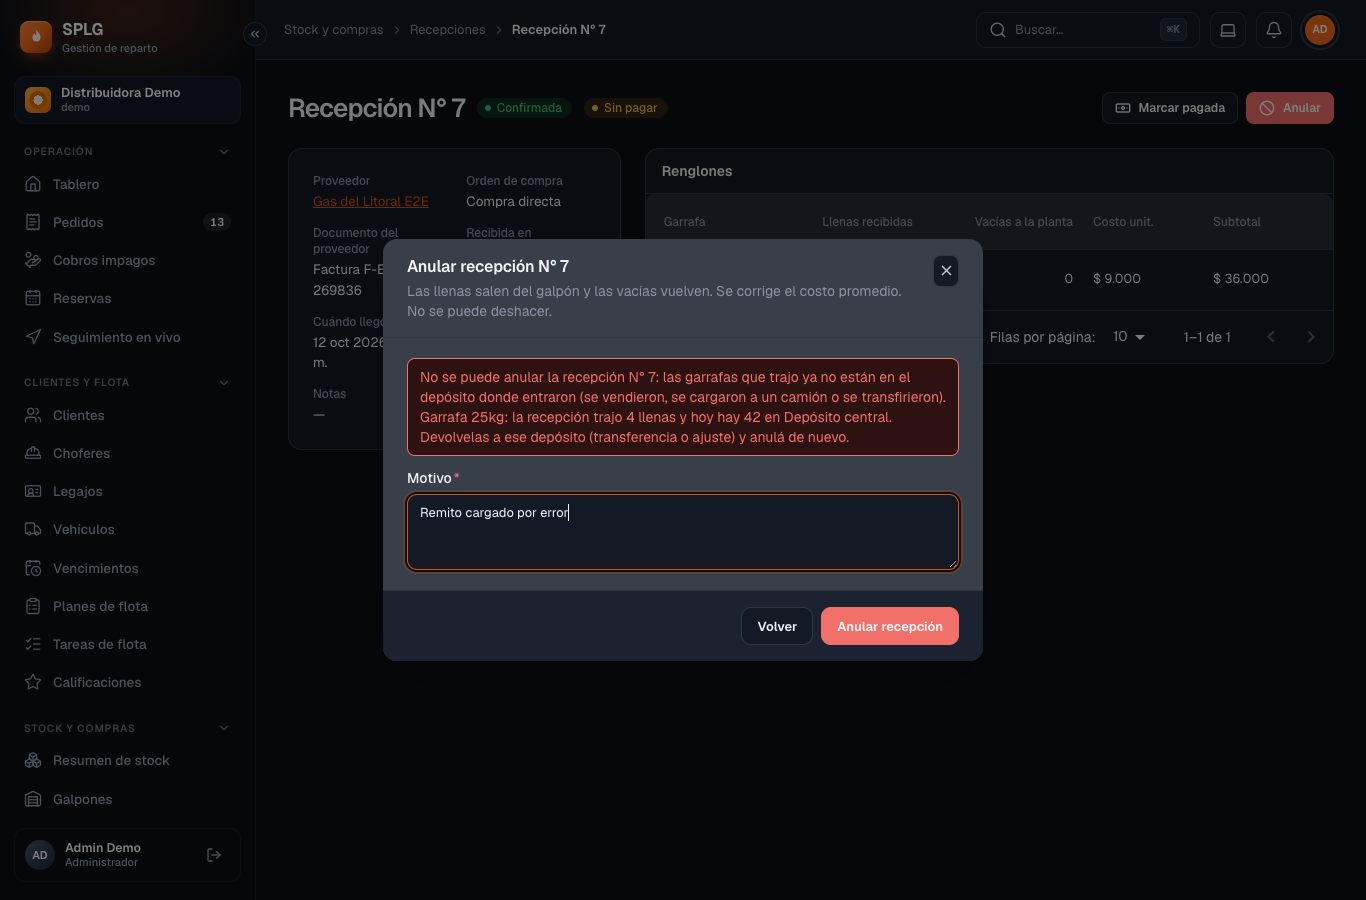 SPLG
Gestión de reparto
Distribuidora Demo
demo
OPERACIÓN
Tablero
Pedidos
13
Cobros impagos
Reservas
Seguimiento en vivo
CLIENTES Y FLOTA
Clientes
Choferes
Legajos
Vehículos
Vencimientos
Planes de flota
Tareas de flota
Calificaciones
STOCK Y COMPRAS
Resumen de stock
Galpones
AD
Admin Demo
Administrador
Stock y compras
Recepciones
Recepción N° 7
Buscar…
⌘K
AD
Recepción N° 7
Confirmada
Sin pagar
Marcar pagada
Anular
Proveedor
Gas del Litoral E2E
Orden de compra
Compra directa
Documento del
proveedor
Factura F-E
269836
Recibida en
Cuándo llegó
12 oct 2026
m.
Notas
—
Renglones
Garrafa
Llenas recibidas
Vacías a la planta
Costo unit.
Subtotal
0
$ 9.000
$ 36.000
Filas por página:
10
1–1 de 1
Anular recepción N° 7
Las llenas salen del galpón y las vacías vuelven. Se corrige el costo promedio.
No se puede deshacer.
No se puede anular la recepción N° 7: las garrafas que trajo ya no están en el
depósito donde entraron (se vendieron, se cargaron a un camión o se transfirieron).
Garrafa 25kg: la recepción trajo 4 llenas y hoy hay 42 en Depósito central.
Devolvelas a ese depósito (transferencia o ajuste) y anulá de nuevo.
Motivo *
Remito cargado por error
Volver
Anular recepción